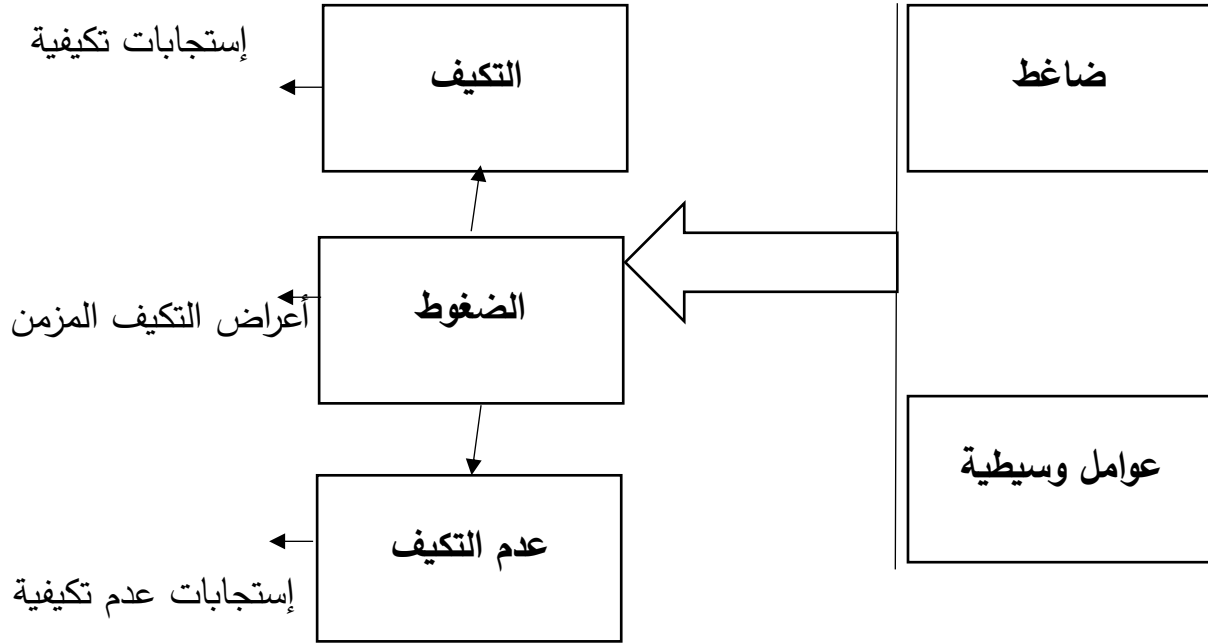 ضاغط
التكيف
إستجابات تكيفية
الضغوط
أعراض التكيف المزمن
عوامل وسيطية
عدم التكيف
إستجابات عدم تكيفية